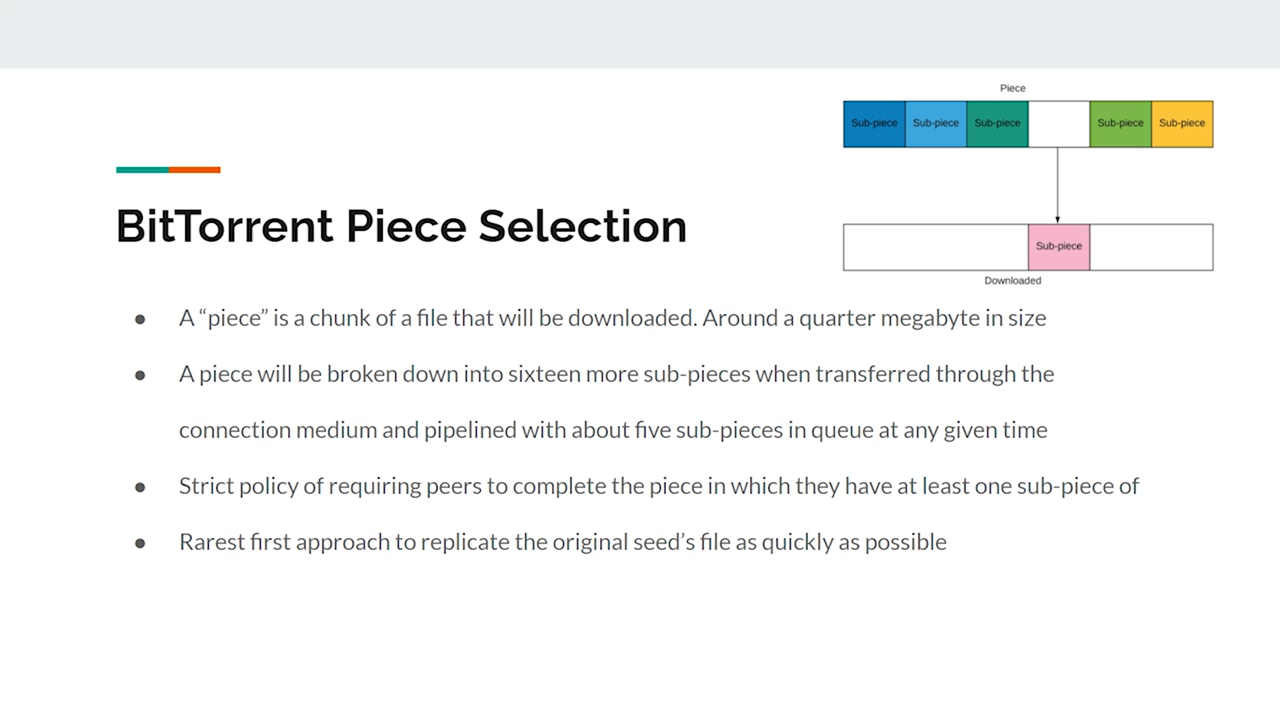 Piece
Sub-piece Sub-piece Sub-piece Sub-piece Sub-piece
Sub-piece
Downloaded
BitTorrent Piece Selection
● A “piece” is a chunk of a file that will be downloaded. Around a quarter megabyte in size
● A piece will be broken down into sixteen more sub-pieces when transferred through the
connection medium and pipelined with about five sub-pieces in queue at any given time
● Strict policy of requiring peers to complete the piece in which they have at least one sub-piece of
● Rarest first approach to replicate the original seed’s file as quickly as possible